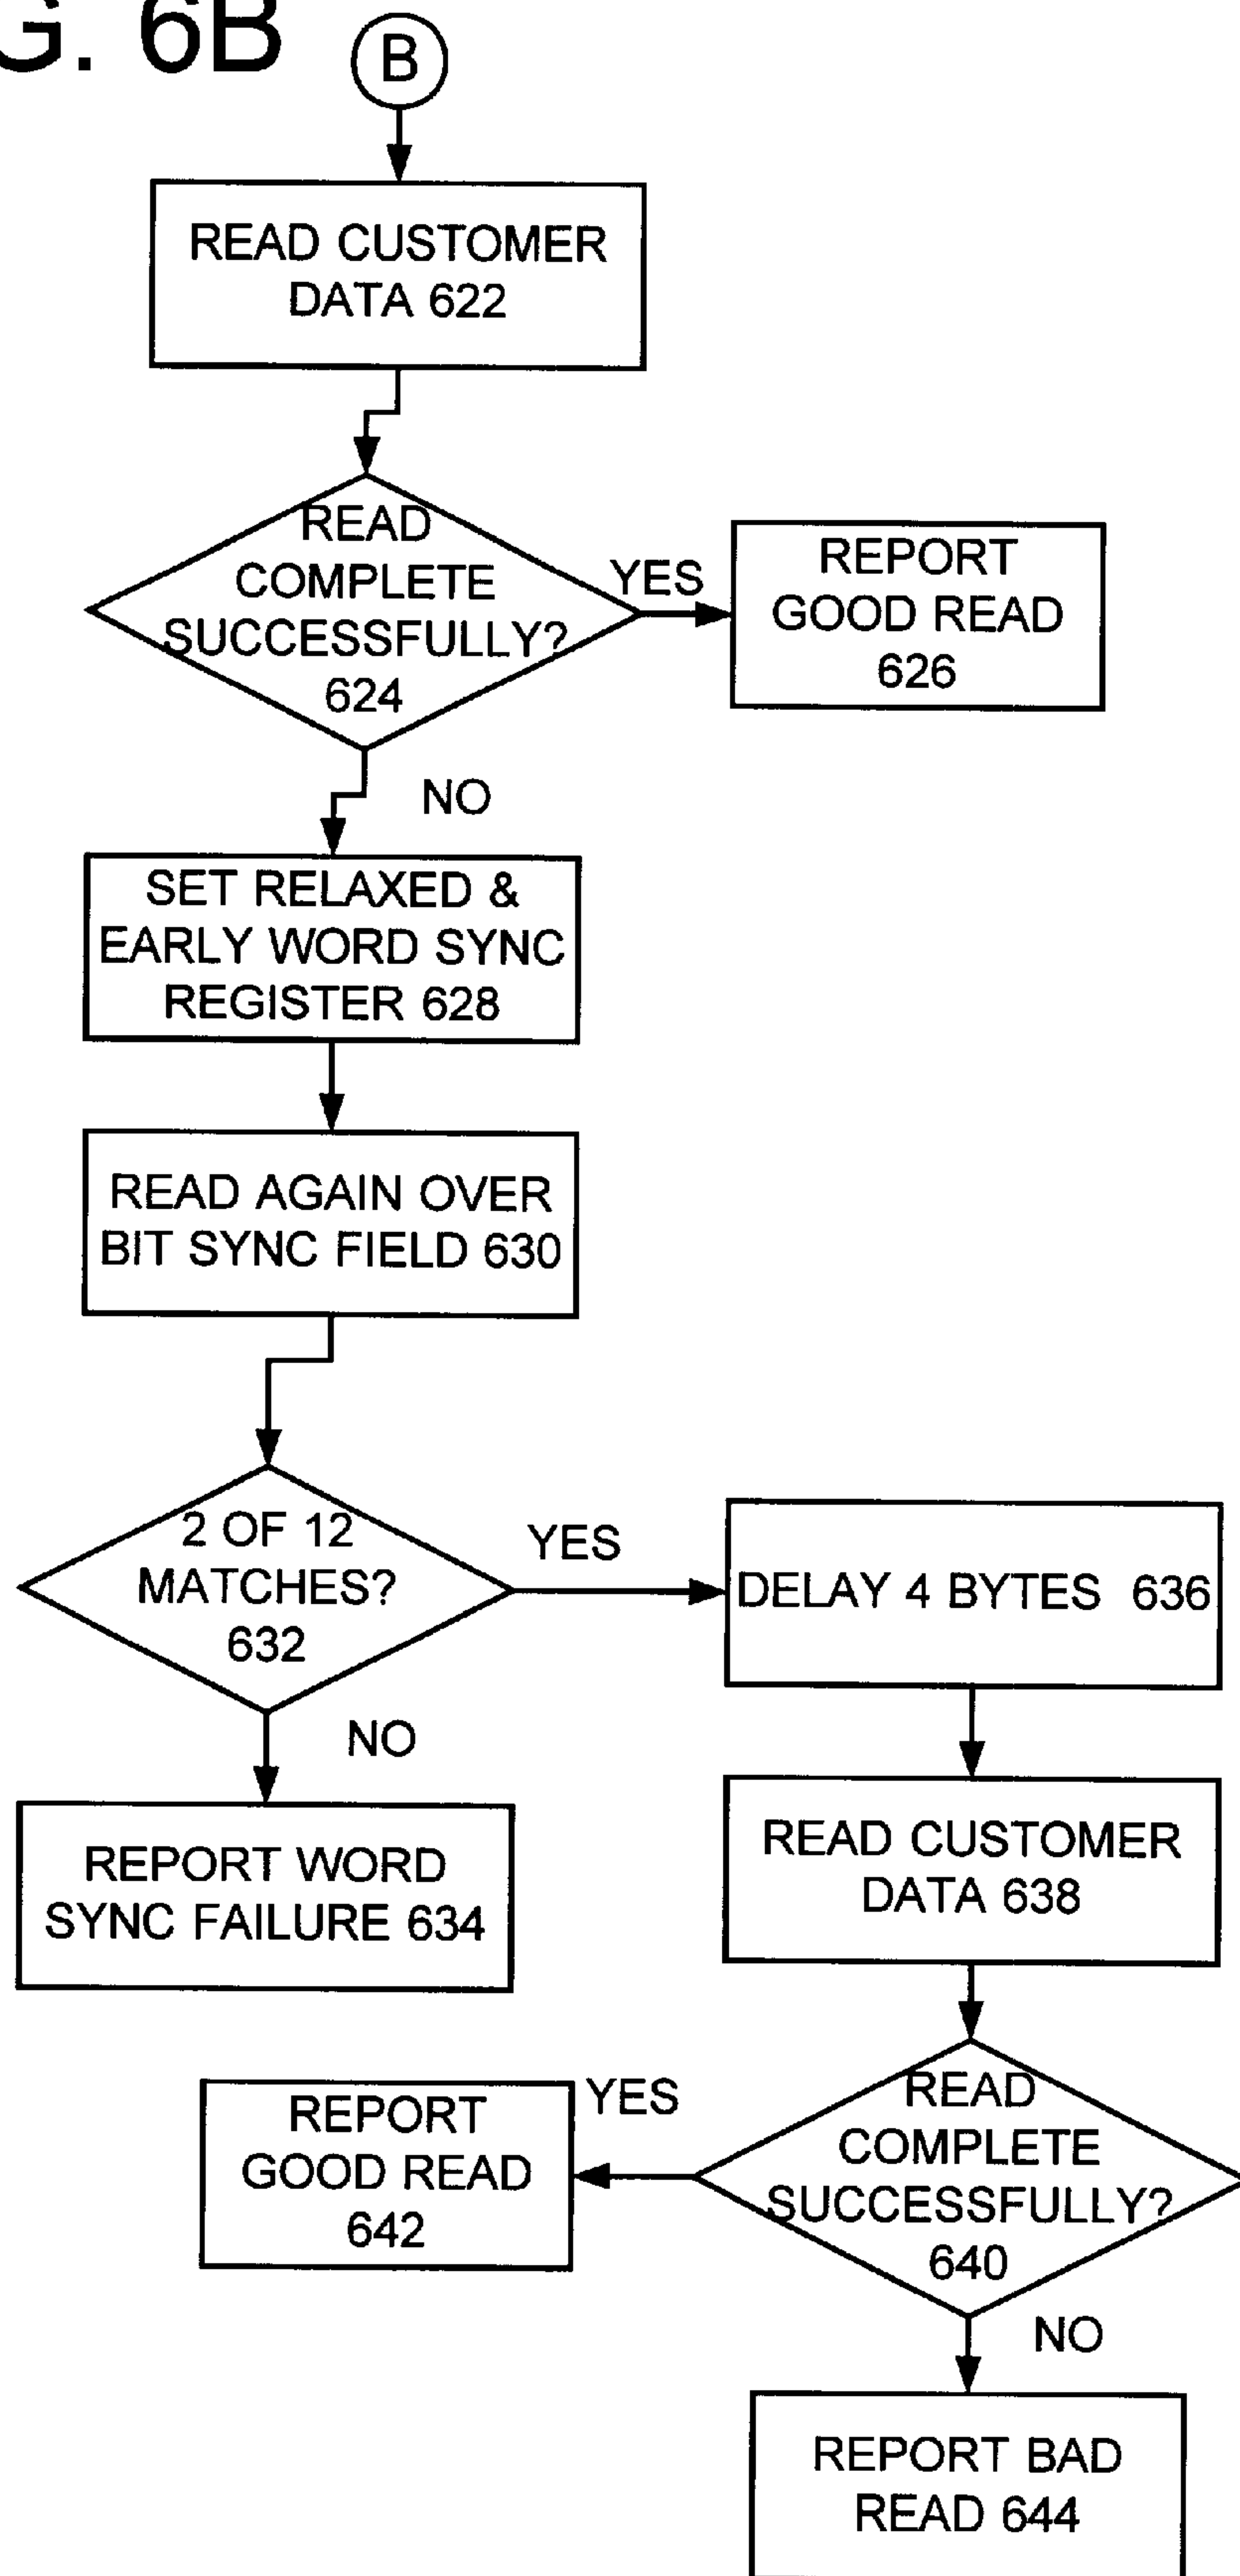 G. 6B
B
READ CUSTOMER
DATA 622
READ
COMPLETE
SUCCESSFULLY?
624
YES
REPORT
GOOD READ
626
NO
SET RELAXED &
EARLY WORD SYNC
REGISTER 628
READ AGAIN OVER
BIT SYNC FIELD 630
2 OF 12
MATCHES?
632
YES
DELAY 4 BYTES 636
NO
REPORT WORD
SYNC FAILURE 634
READ CUSTOMER
DATA 638
READ
COMPLETE
SUCCESSFULLY?
640
YES
REPORT
GOOD READ
642
NO
REPORT BAD
READ 644